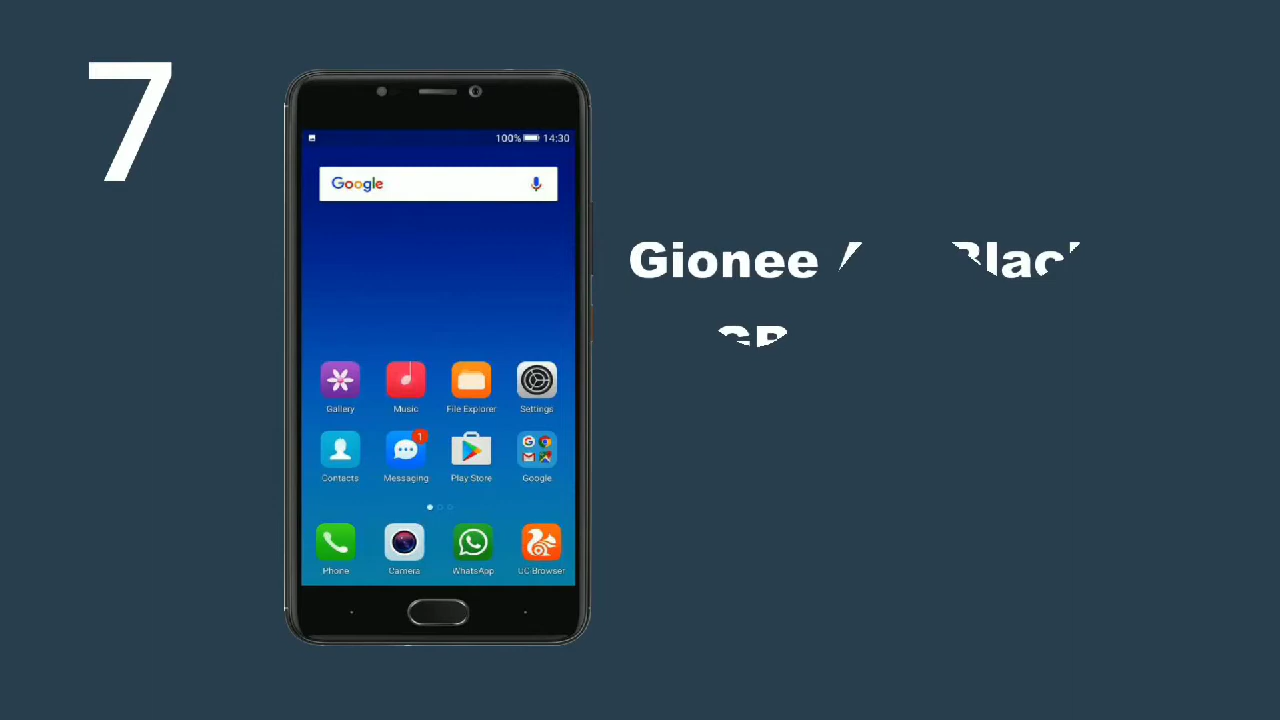 7
100% 14:30
Google
Gionee
Gallery Music File Explorer Settings
1
Contacts Messaging Play Store Google
Phone Camera WhatsApp UC Browser